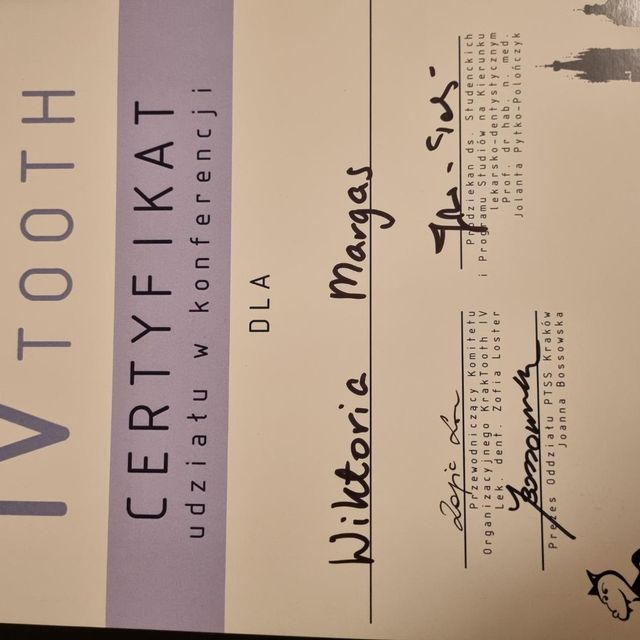 IV
TOOTH
CERTYFIKAT
udziału w konferencji
DLA
Wiktoria Margas
Przewodniczący Komitetu
Organizacyjnego KrakTooth IV
Lek. dent. Zofia Loster
Prodziekan ds. Studenckich
i Programu Studiów na Kierunku
lekarsko-dentystycznym
Prof. dr hab. n. med.
Jolanta Pytko-Polończyk
Bossowska
Prezes Oddziału PTSS Kraków
Joanna Bossowska